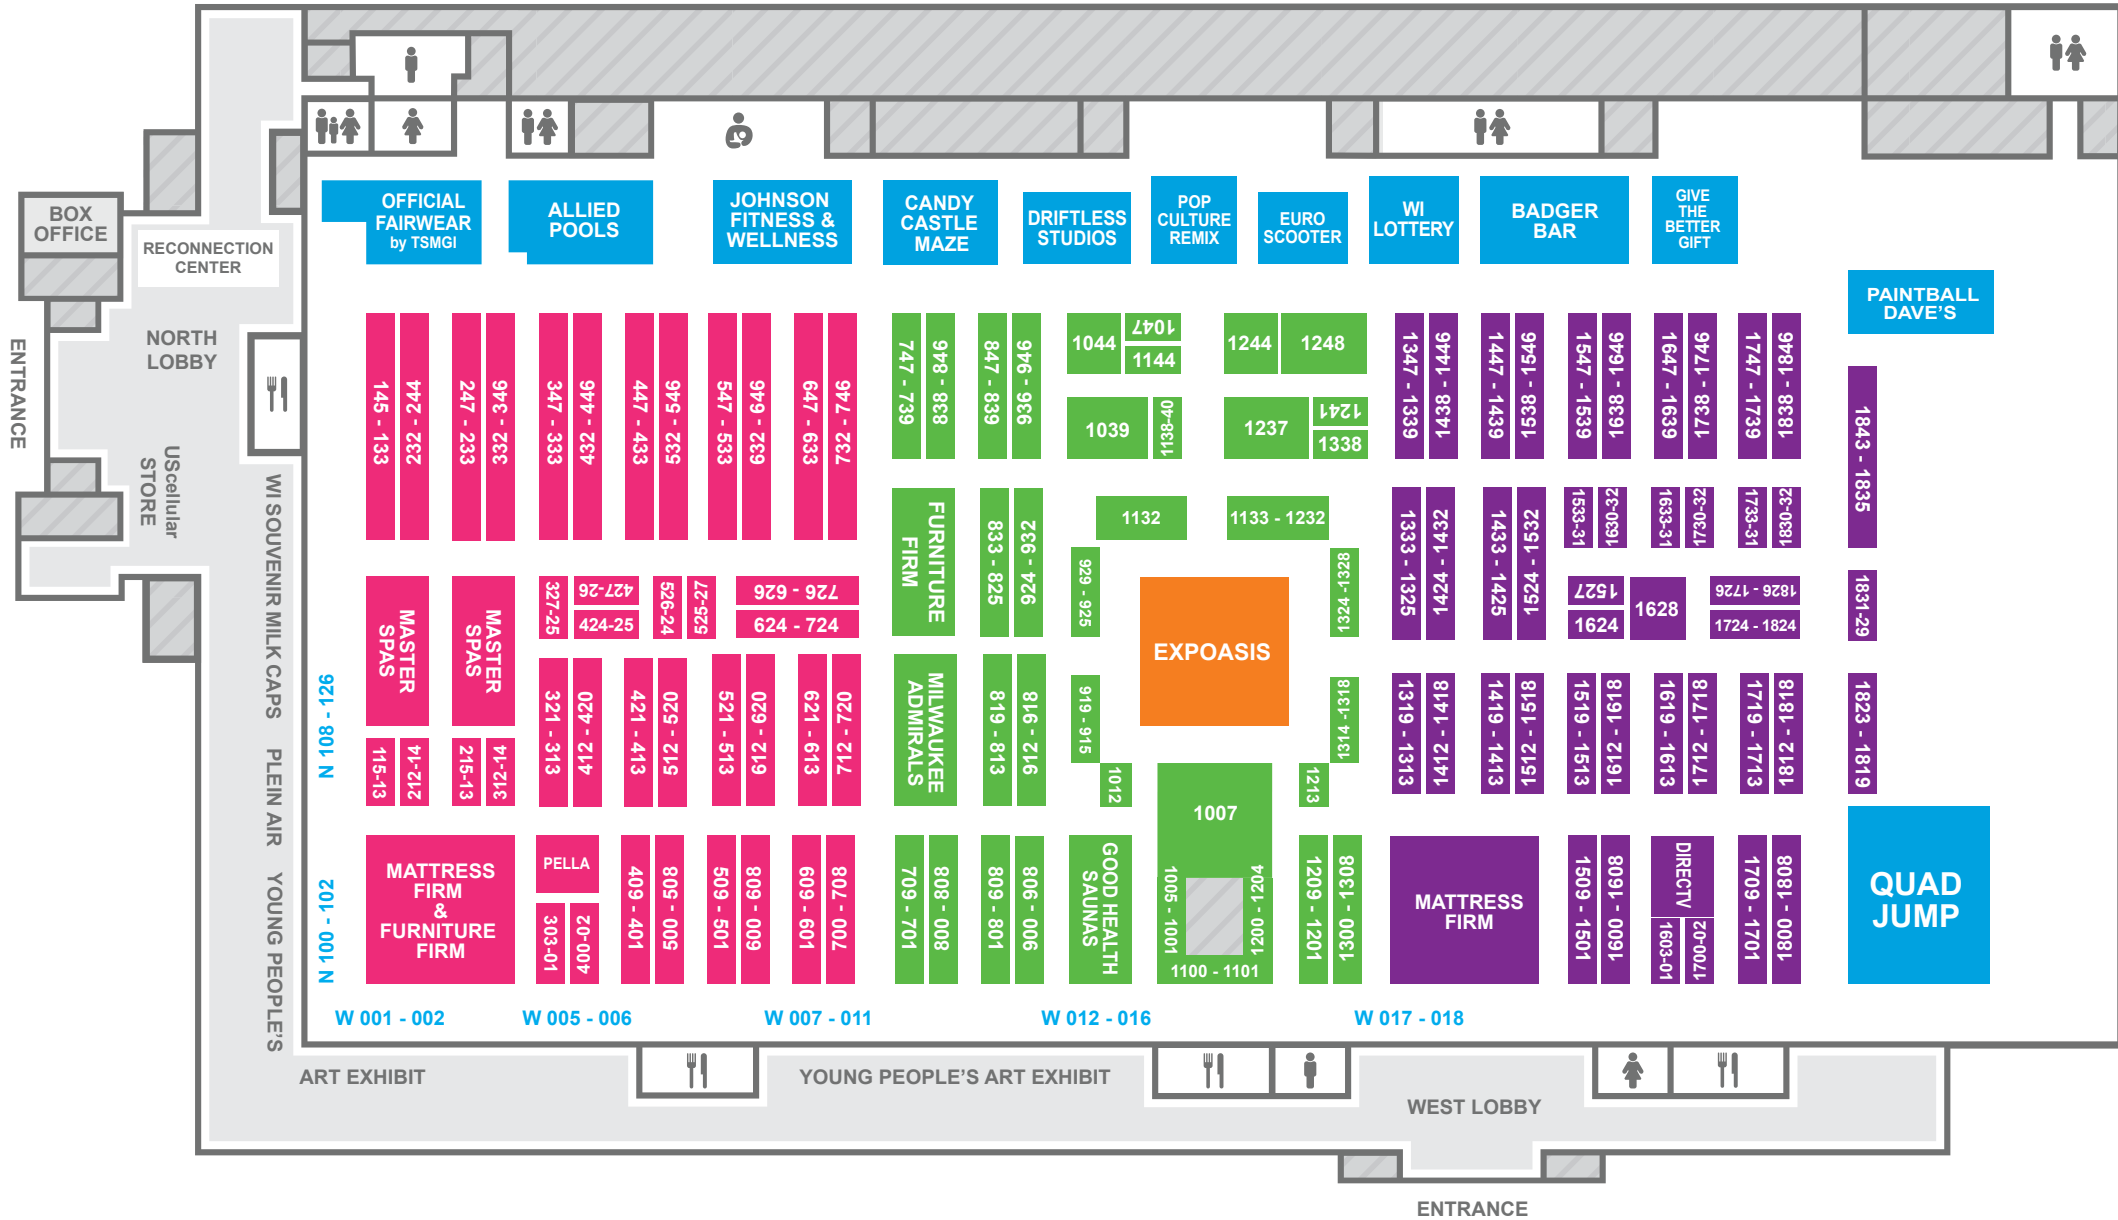 BOX
OFFICE
RECONNECTION
CENTER
ENTRANCE
NORTH
LOBBY
UScellular
STORE
WI SOUVENIR MILK CAPS
PLEIN AIR
YOUNG PEOPLE'S
ART EXHIBIT
YOUNG PEOPLE'S ART EXHIBIT
WEST LOBBY
ENTRANCE
OFFICIAL
FAIRWEAR
by TSMGI
ALLIED
POOLS
JOHNSON
FITNESS &
WELLNESS
CANDY
CASTLE
MAZE
DRIFTLESS
STUDIOS
POP
CULTURE
REMIX
EURO
SCOOTER
WI
LOTTERY
BADGER
BAR
GIVE
THE
BETTER
GIFT
PAINTBALL
DAVE'S
145 - 133
232 - 244
247 - 233
332 - 346
347 - 333
432 - 446
447 - 433
532 - 546
547 - 533
632 - 646
647 - 633
732 - 746
747 - 739
838 - 846
847 - 839
936 - 946
1044
1047
1144
1039
1138-40
1244
1248
1237
1241
1338
1347 - 1339
1438 - 1446
1447 - 1439
1538 - 1546
1547 - 1539
1638 - 1646
1647 - 1639
1738 - 1746
1747 - 1739
1838 - 1846
1843 - 1835
FURNITURE
FIRM
833 - 825
924 - 932
1132
1133 - 1232
929 - 925
1324 - 1328
1333 - 1325
1424 - 1432
1433 - 1425
1524 - 1532
1533-31
1630-32
1633-31
1730-32
1733-31
1830-32
MASTER
SPAS
MASTER
SPAS
327-25
427-26
424-25
526-24
525-27
726 - 626
624 - 724
EXPOASIS
1527
1624
1628
1826 - 1726
1724 - 1824
1831-29
N 108 - 126
115-13
212-14
215-13
312-14
321 - 313
412 - 420
421 - 413
512 - 520
521 - 513
612 - 620
621 - 613
712 - 720
MILWAUKEE
ADMIRALS
819 - 813
912 - 918
919 - 915
1012
1314 - 1318
1213
1319 - 1313
1412 - 1418
1419 - 1413
1512 - 1518
1519 - 1513
1612 - 1618
1619 - 1613
1712 - 1718
1719 - 1713
1812 - 1818
1823 - 1819
N 100 - 102
MATTRESS
FIRM
&
FURNITURE
FIRM
PELLA
303-01
400-02
409 - 401
500 - 508
509 - 501
600 - 608
609 - 601
700 - 708
709 - 701
800 - 808
809 - 801
900 - 906
GOOD HEALTH
SAUNAS
1007
1005 - 1001
1200 - 1204
1100 - 1101
1209 - 1201
1300 - 1308
MATTRESS
FIRM
1509 - 1501
1600 - 1608
DIRECTV
1603-01
1700-02
1709 - 1701
1800 - 1808
QUAD
JUMP
W 001 - 002
W 005 - 006
W 007 - 011
W 012 - 016
W 017 - 018